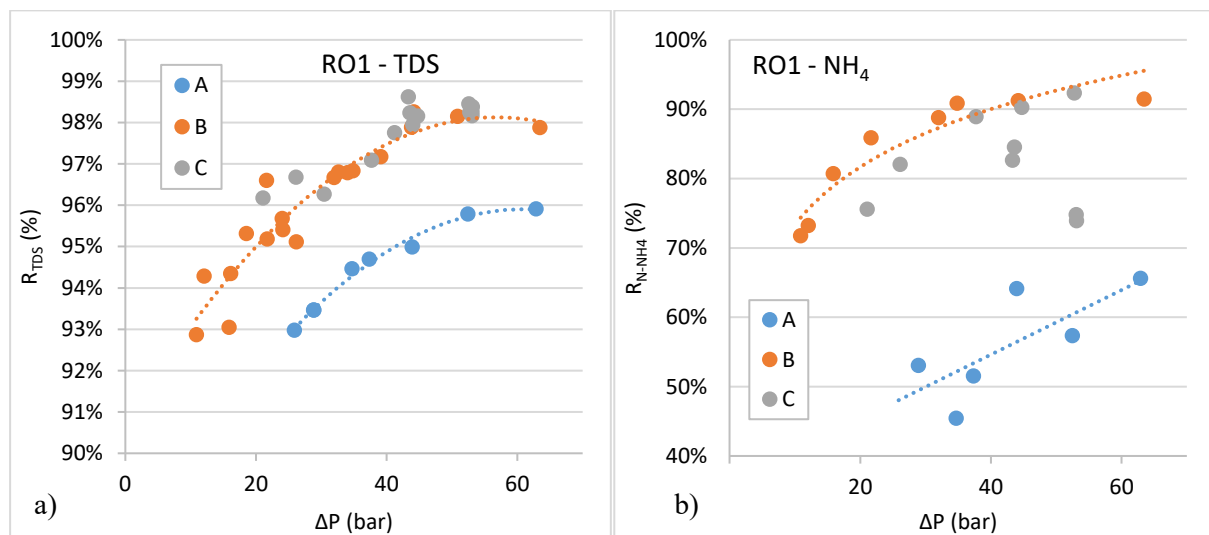 RO1 - TDS
100%
99%
98%
97%
96%
95%
94%
93%
92%
91%
90%
R_TDS (%)
A
B
C
0
20
40
60
ΔP (bar)
a)
RO1 - NH₄
100%
90%
80%
70%
60%
50%
40%
R_N-NH4 (%)
A
B
C
20
40
60
ΔP (bar)
b)